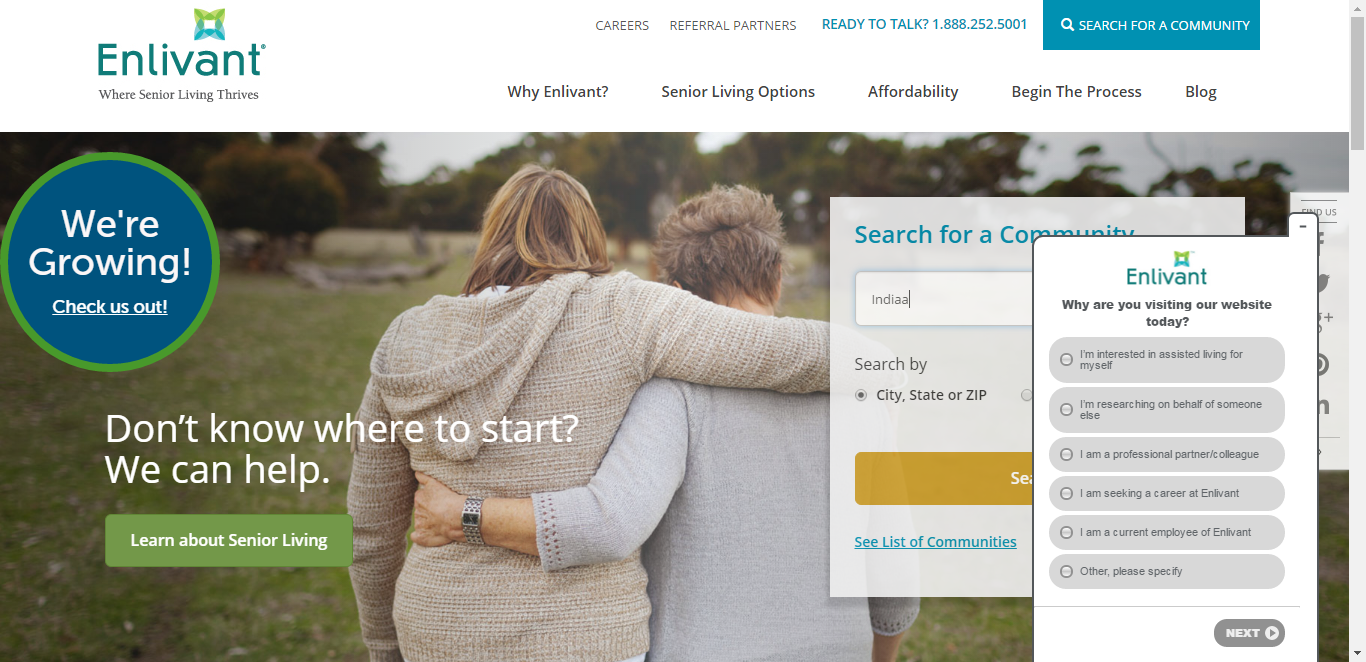 Enlivant®
Where Senior Living Thrives
CAREERS
REFERRAL PARTNERS
READY TO TALK? 1.888.252.5001
SEARCH FOR A COMMUNITY
Why Enlivant?
Senior Living Options
Affordability
Begin The Process
Blog
We're
Growing!
Check us out!
Don’t know where to start?
We can help.
Learn about Senior Living
Search for a Community
Indiaa
Search by
City, State or ZIP
See List of Communities
FIND US
Enlivant
Why are you visiting our website
today?
I'm interested in assisted living for
myself
I'm researching on behalf of someone
else
I am a professional partner/colleague
I am seeking a career at Enlivant
I am a current employee of Enlivant
Other, please specify
NEXT